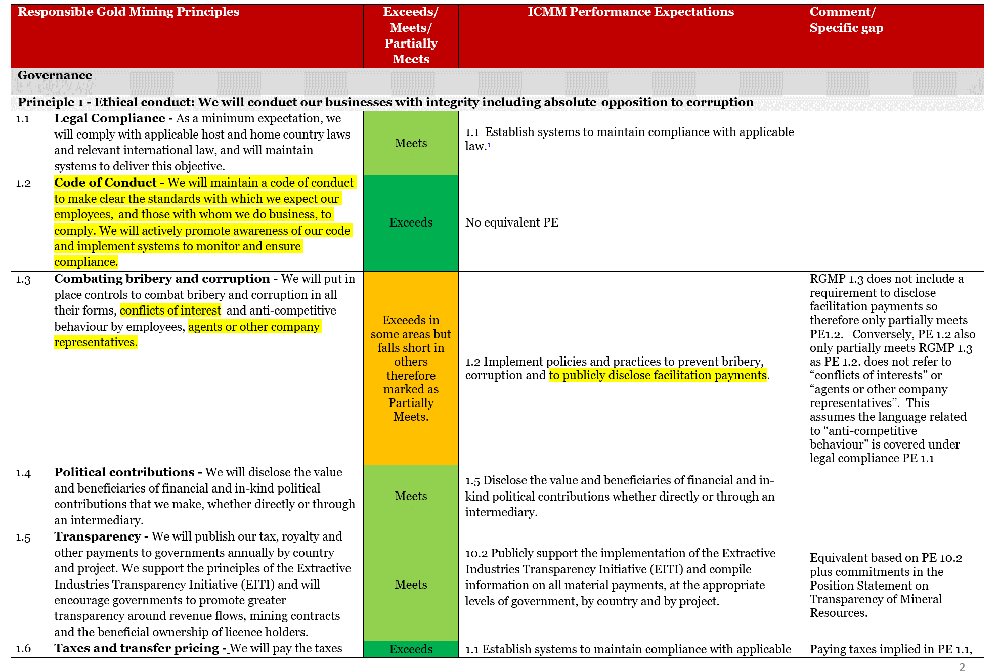 Responsible Gold Mining Principles
Exceeds/
Meets/
Partially
Meets
ICMM Performance Expectations
Comment/
Specific gap
Governance
Principle 1 - Ethical conduct: We will conduct our businesses with integrity including absolute opposition to corruption
1.1 Legal Compliance - As a minimum expectation, we
will comply with applicable host and home country laws
and relevant international law, and will maintain
systems to deliver this objective.
Meets
1.1 Establish systems to maintain compliance with applicable
law.1
1.2 Code of Conduct - We will maintain a code of conduct
to make clear the standards with which we expect our
employees, and those with whom we do business, to
comply. We will actively promote awareness of our code
and implement systems to monitor and ensure
compliance.
Exceeds
No equivalent PE
1.3 Combating bribery and corruption - We will put in
place controls to combat bribery and corruption in all
their forms, conflicts of interest and anti-competitive
behaviour by employees, agents or other company
representatives.
Exceeds in
some areas but
falls short in
others
therefore
marked as
Partially
Meets.
1.2 Implement policies and practices to prevent bribery,
corruption and to publicly disclose facilitation payments.
RGMP 1.3 does not include a
requirement to disclose
facilitation payments so
therefore only partially meets
PE1.2. Conversely, PE 1.2 also
only partially meets RGMP 1.3
as PE 1.2. does not refer to
“conflicts of interests” or
“agents or other company
representatives”. This
assumes the language related
to “anti-competitive
behaviour” is covered under
legal compliance PE 1.1
1.4 Political contributions - We will disclose the value
and beneficiaries of financial and in-kind political
contributions that we make, whether directly or through
an intermediary.
Meets
1.5 Disclose the value and beneficiaries of financial and in-
kind political contributions whether directly or through an
intermediary.
1.5 Transparency - We will publish our tax, royalty and
other payments to governments annually by country
and project. We support the principles of the Extractive
Industries Transparency Initiative (EITI) and will
encourage governments to promote greater
transparency around revenue flows, mining contracts
and the beneficial ownership of licence holders.
Meets
10.2 Publicly support the implementation of the Extractive
Industries Transparency Initiative (EITI) and compile
information on all material payments, at the appropriate
levels of government, by country and by project.
Equivalent based on PE 10.2
plus commitments in the
Position Statement on
Transparency of Mineral
Resources.
1.6 Taxes and transfer pricing - We will pay the taxes
Exceeds
1.1 Establish systems to maintain compliance with applicable
Paying taxes implied in PE 1.1,
2